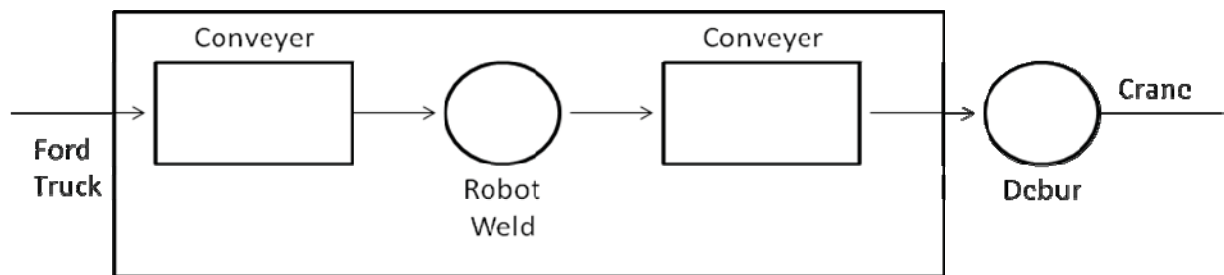 Conveyer
Conveyer
Crane
Ford
Truck
Robot
Weld
Debur